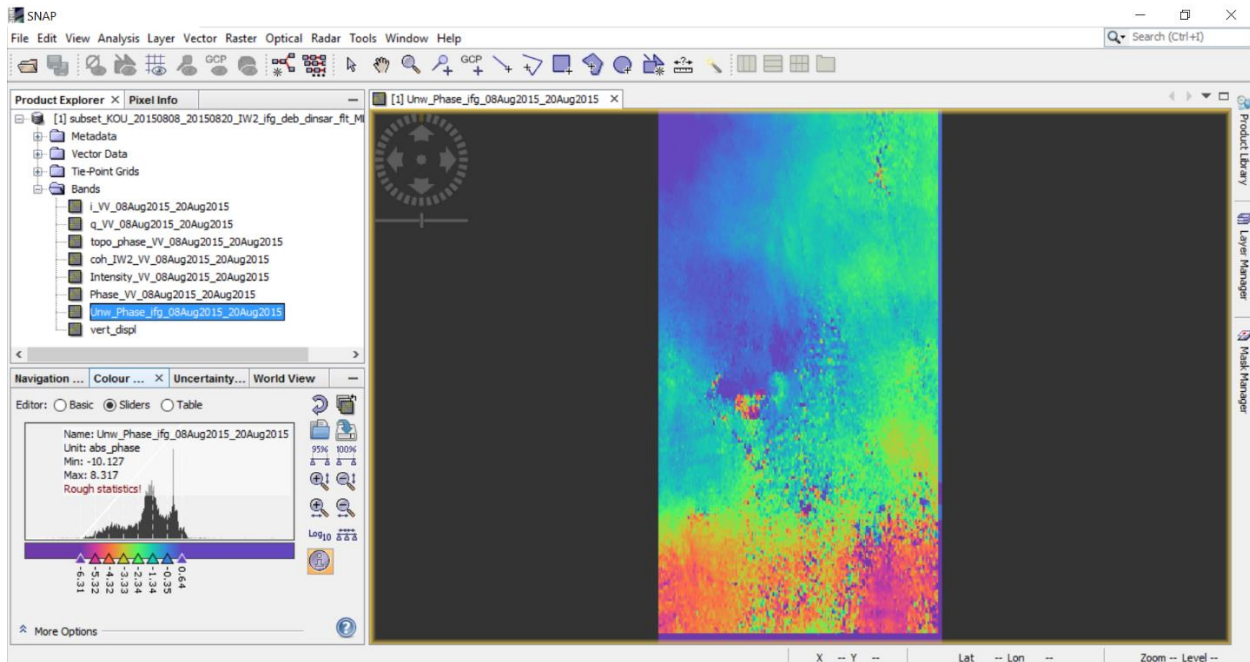 SNAP
File Edit View Analysis Layer Vector Raster Optical Radar Tools Window Help
Search (Ctrl+I)
GCP
GCP
Product Explorer Pixel Info
[1] subset_KOU_20150808_20150820_IW2_ifg_deb_dinsar_flt_Ml
Metadata
Vector Data
Tie-Point Grids
Bands
i_VV_08Aug2015_20Aug2015
q_VV_08Aug2015_20Aug2015
topo_phase_VV_08Aug2015_20Aug2015
coh_IW2_VV_08Aug2015_20Aug2015
Intensity_VV_08Aug2015_20Aug2015
Phase_VV_08Aug2015_20Aug2015
Unw_Phase_ifg_08Aug2015_20Aug2015
vert_displ
[1] Unw_Phase_ifg_08Aug2015_20Aug2015
Product Library
Layer Manager
Mask Manager
Navigation ... Colour ... Uncertainty... World View
Editor: Basic Sliders Table
Name: Unw_Phase_ifg_08Aug2015_20Aug2015
Unit: abs_phase
Min: -10.127
Max: 8.317
Rough statistics!
95% 100%
Log10
-6.31 -5.32 -4.32 -3.33 -2.34 -1.34 -0.35 0.64
More Options
X -- Y -- Lat -- Lon -- Zoom -- Level --